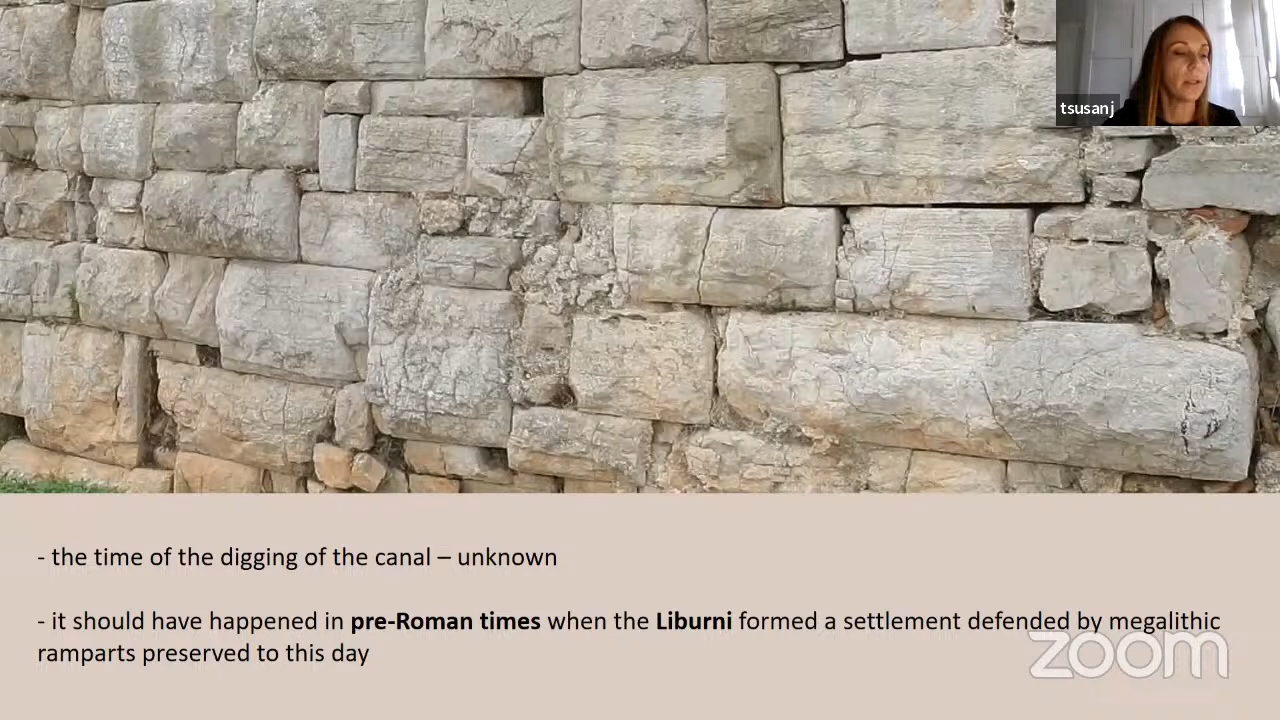 tsusanj
- the time of the digging of the canal – unknown
- it should have happened in pre-Roman times when the Liburni formed a settlement defended by megalithic
ramparts preserved to this day
zoom